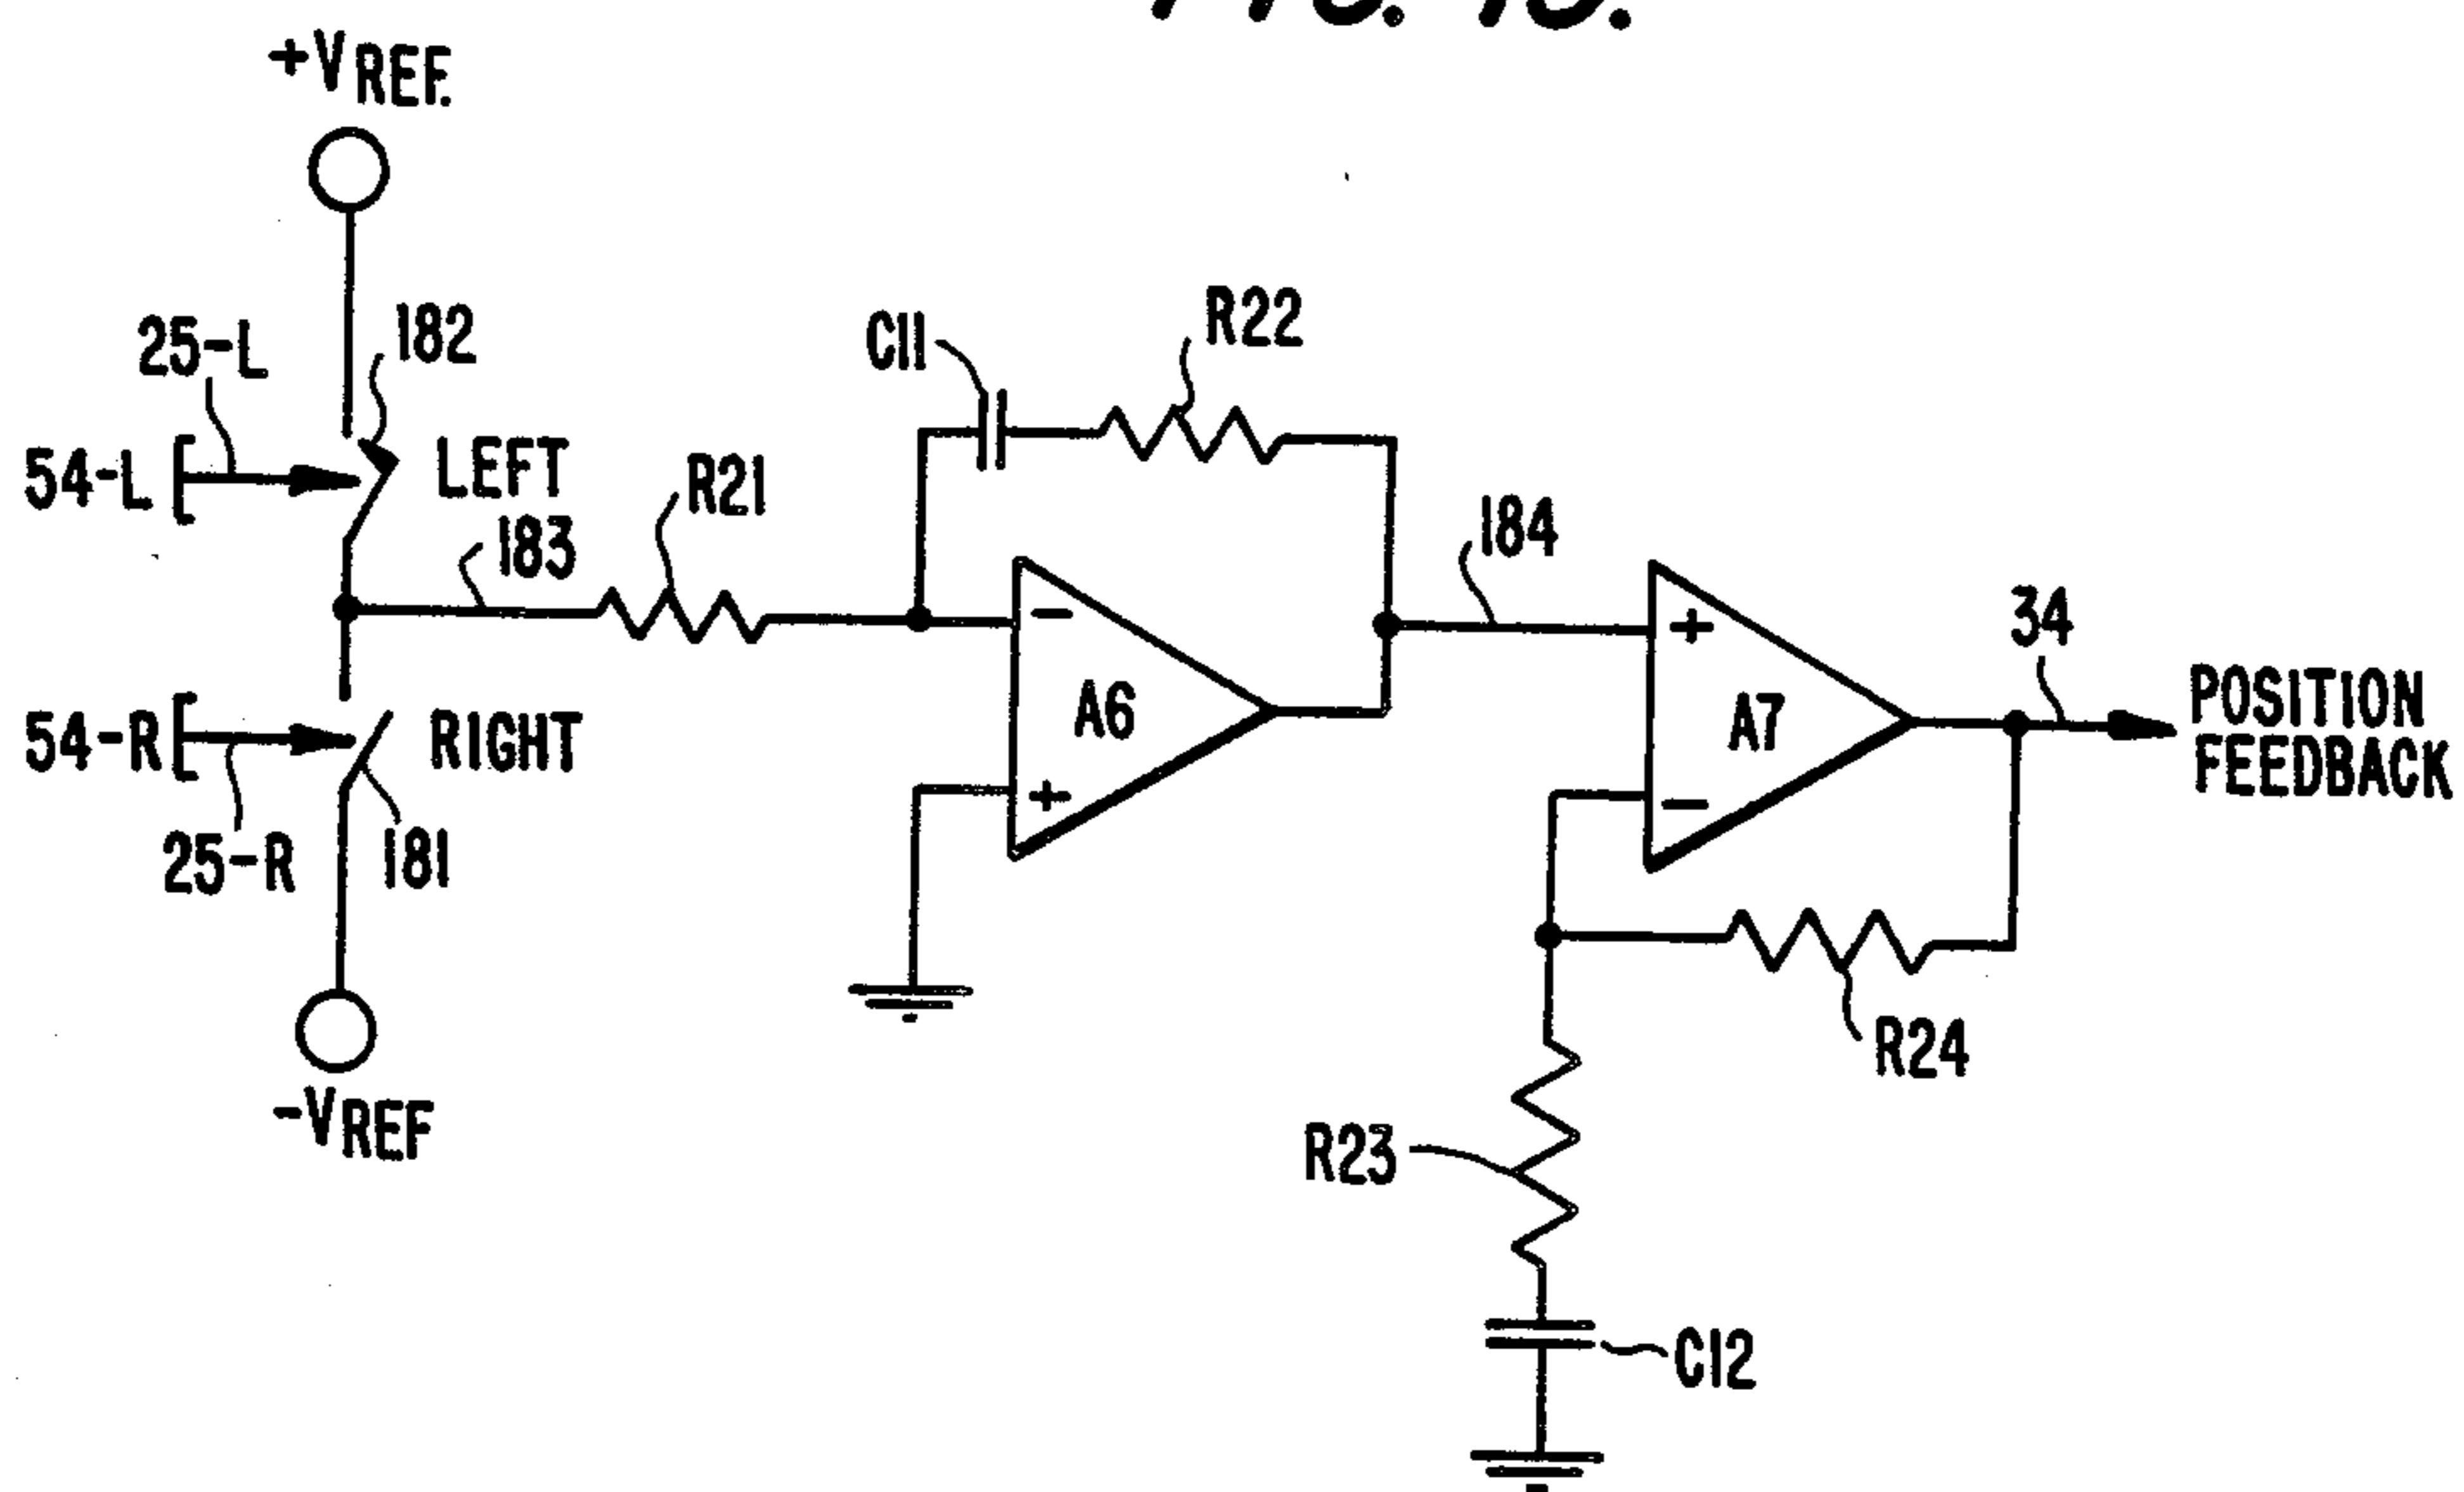 +VREF.
25-L
182
54-L
LEFT
183
R21
C11
R22
184
54-R
RIGHT
25-R
181
-VREF
-
A6
+
+
A7
-
34
POSITION
FEEDBACK
R24
R23
C12